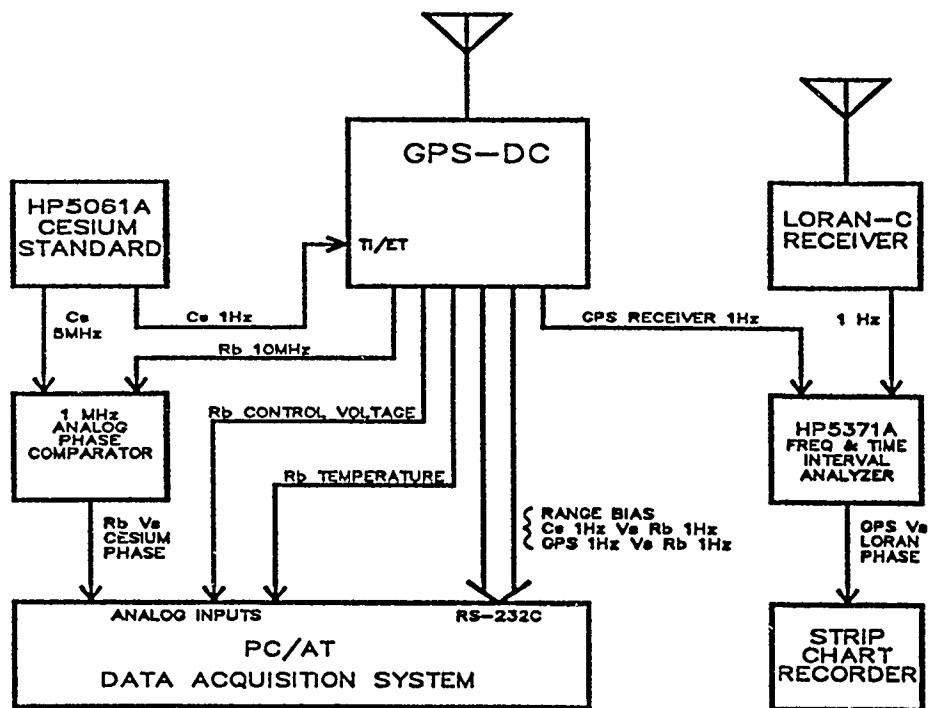 GPS-DC
HP5061A
CESIUM
STANDARD
LORAN-C
RECEIVER
TI/ET
Cs
5MHz
Cs 1Hz
GPS RECEIVER 1Hz
1 Hz
Rb 10MHz
1 MHz
ANALOG
PHASE
COMPARATOR
Rb CONTROL VOLTAGE
HP5371A
FREQ & TIME
INTERVAL
ANALYZER
Rb TEMPERATURE
Rb Vs
CESIUM
PHASE
RANGE BIAS
Cs 1Hz Vs Rb 1Hz
GPS 1Hz Vs Rb 1Hz
GPS Vs
LORAN
PHASE
ANALOG INPUTS
RS-232C
PC/AT
DATA ACQUISITION SYSTEM
STRIP
CHART
RECORDER